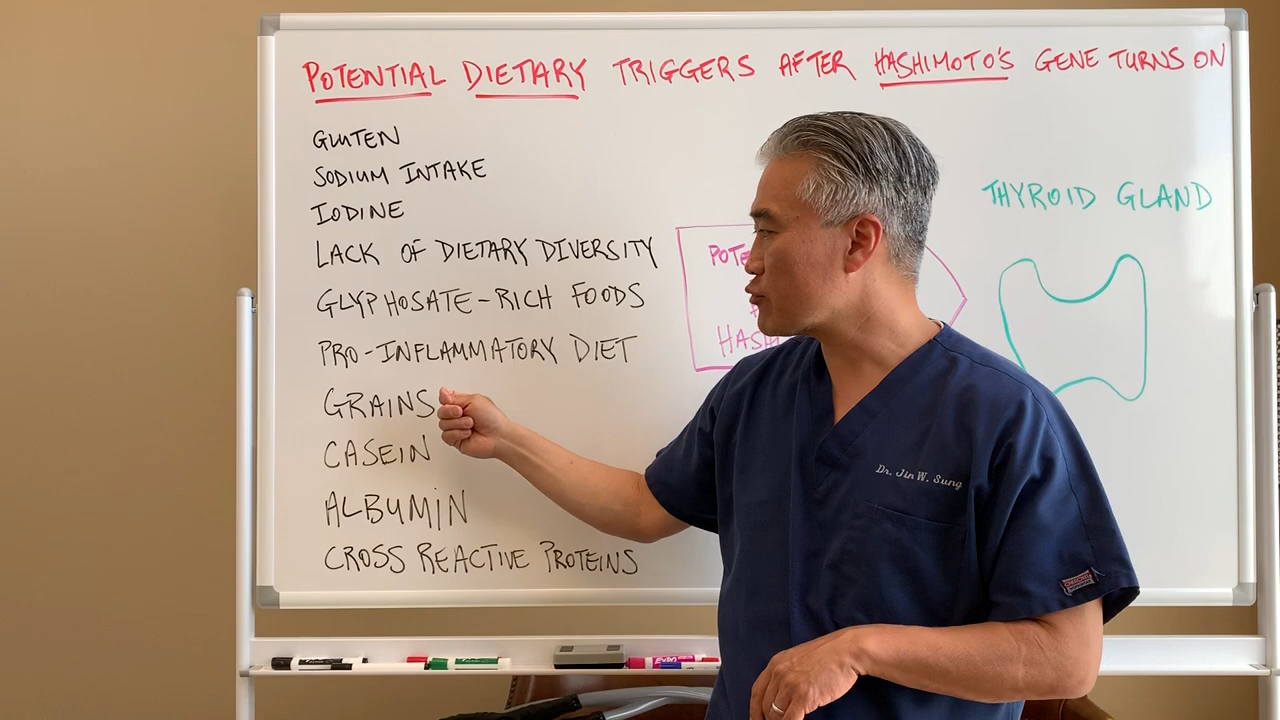 POTENTIAL DIETARY TRIGGERS AFTER HASHIMOTO'S GENE TURNS ON
GLUTEN
SODIUM INTAKE
IODINE
LACK OF DIETARY DIVERSITY
GLYPHOSATE-RICH FOODS
PRO-INFLAMMATORY DIET
GRAINS
CASEIN
ALBUMIN
CROSS REACTIVE PROTEINS
THYROID GLAND
Dr. Jin W. Sung